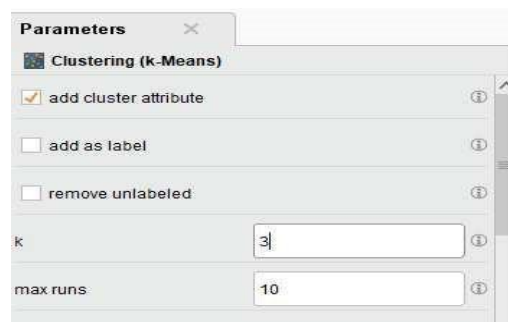 Parameters
Clustering (k-Means)
add cluster attribute
add as label
remove unlabeled
k 3
max runs 10